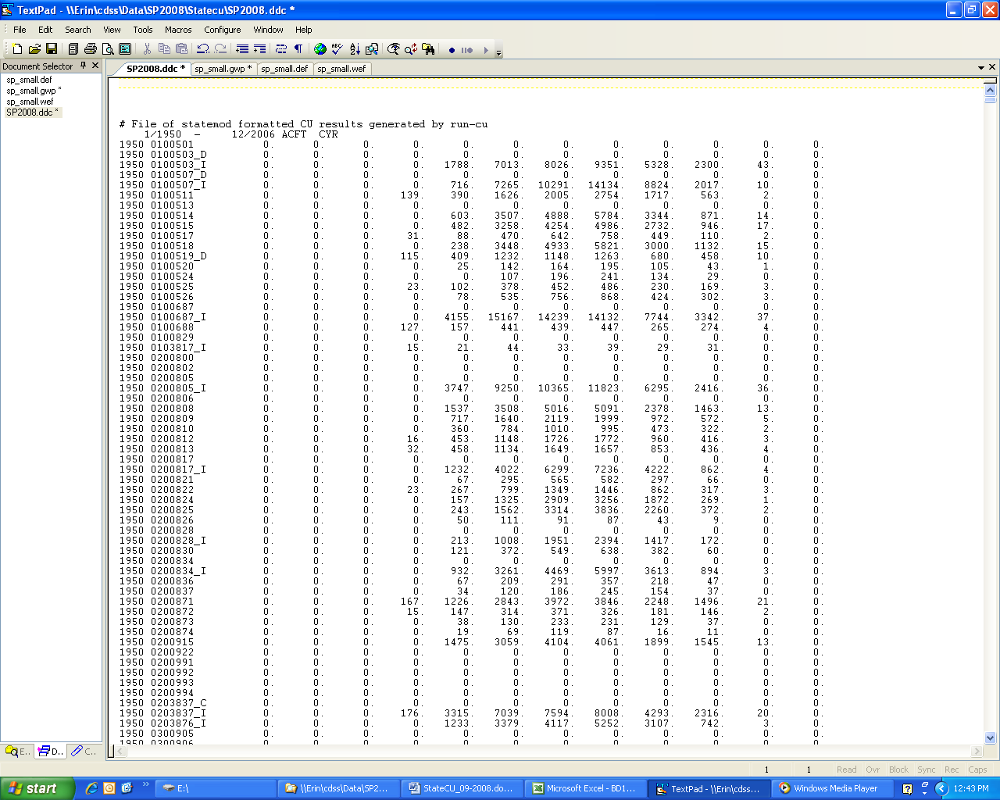 TextPad - \\Erin\cdss\Data\SP2008\Statecu\SP2008.ddc *
File Edit Search View Tools Macros Configure Window Help
Document Selector
sp_small.def
sp_small.gwp *
sp_small.wef
SP2008.ddc *
SP2008.ddc * sp_small.gwp * sp_small.def sp_small.wef
# File of statemod formatted CU results generated by run-cu
1/1950 - 12/2006 ACFT CYR
1950 0100501 0. 0. 0. 0. 0. 0. 0. 0. 0. 0. 0. 0.
1950 0100503_D 0. 0. 0. 0. 0. 0. 0. 0. 0. 0. 0. 0.
1950 0100503_I 0. 0. 0. 0. 1788. 7013. 8026. 9351. 5328. 2300. 43. 0.
1950 0100507_D 0. 0. 0. 0. 0. 0. 0. 0. 0. 0. 0. 0.
1950 0100507_I 0. 0. 0. 0. 716. 7265. 10291. 14134. 8824. 2017. 10. 0.
1950 0100511 0. 0. 0. 139. 390. 1626. 2005. 2754. 1717. 563. 2. 0.
1950 0100513 0. 0. 0. 0. 0. 0. 0. 0. 0. 0. 0. 0.
1950 0100514 0. 0. 0. 0. 603. 3507. 4888. 5784. 3344. 871. 14. 0.
1950 0100515 0. 0. 0. 0. 482. 3258. 4254. 4986. 2732. 946. 17. 0.
1950 0100517 0. 0. 0. 31. 88. 470. 642. 758. 449. 110. 2. 0.
1950 0100518 0. 0. 0. 0. 238. 3448. 4933. 5821. 3000. 1132. 15. 0.
1950 0100519_D 0. 0. 0. 115. 409. 1232. 1148. 1263. 680. 458. 10. 0.
1950 0100520 0. 0. 0. 0. 25. 142. 164. 195. 105. 43. 1. 0.
1950 0100524 0. 0. 0. 0. 0. 107. 196. 241. 134. 29. 0. 0.
1950 0100525 0. 0. 0. 23. 102. 378. 452. 486. 230. 169. 3. 0.
1950 0100526 0. 0. 0. 0. 78. 535. 756. 868. 424. 302. 3. 0.
1950 0100687 0. 0. 0. 0. 0. 0. 0. 0. 0. 0. 0. 0.
1950 0100687_I 0. 0. 0. 0. 4155. 15167. 14239. 14132. 7744. 3342. 37. 0.
1950 0100688 0. 0. 0. 127. 157. 441. 439. 447. 265. 274. 4. 0.
1950 0100829 0. 0. 0. 0. 0. 0. 0. 0. 0. 0. 0. 0.
1950 0103817_I 0. 0. 0. 15. 21. 44. 33. 39. 29. 31. 0. 0.
1950 0200800 0. 0. 0. 0. 0. 0. 0. 0. 0. 0. 0. 0.
1950 0200802 0. 0. 0. 0. 0. 0. 0. 0. 0. 0. 0. 0.
1950 0200805 0. 0. 0. 0. 0. 0. 0. 0. 0. 0. 0. 0.
1950 0200805_I 0. 0. 0. 0. 3747. 9250. 10365. 11823. 6295. 2416. 36. 0.
1950 0200806 0. 0. 0. 0. 0. 0. 0. 0. 0. 0. 0. 0.
1950 0200808 0. 0. 0. 0. 1537. 3508. 5016. 5091. 2378. 1463. 13. 0.
1950 0200809 0. 0. 0. 0. 717. 1640. 2119. 1999. 972. 572. 5. 0.
1950 0200810 0. 0. 0. 0. 360. 784. 1010. 995. 473. 322. 2. 0.
1950 0200812 0. 0. 0. 16. 453. 1148. 1726. 1772. 960. 416. 3. 0.
1950 0200813 0. 0. 0. 32. 458. 1134. 1649. 1657. 853. 436. 4. 0.
1950 0200817 0. 0. 0. 0. 0. 0. 0. 0. 0. 0. 0. 0.
1950 0200817_I 0. 0. 0. 0. 1232. 4022. 6299. 7236. 4222. 862. 4. 0.
1950 0200821 0. 0. 0. 0. 67. 295. 565. 582. 297. 66. 0. 0.
1950 0200822 0. 0. 0. 23. 267. 799. 1349. 1446. 862. 317. 3. 0.
1950 0200824 0. 0. 0. 0. 157. 1325. 2909. 3256. 1872. 269. 1. 0.
1950 0200825 0. 0. 0. 0. 243. 1562. 3314. 3836. 2260. 372. 2. 0.
1950 0200826 0. 0. 0. 0. 50. 111. 91. 87. 43. 9. 0. 0.
1950 0200828 0. 0. 0. 0. 0. 0. 0. 0. 0. 0. 0. 0.
1950 0200828_I 0. 0. 0. 0. 213. 1008. 1951. 2394. 1417. 172. 0. 0.
1950 0200830 0. 0. 0. 0. 121. 372. 549. 638. 382. 60. 0. 0.
1950 0200834 0. 0. 0. 0. 0. 0. 0. 0. 0. 0. 0. 0.
1950 0200834_I 0. 0. 0. 0. 932. 3261. 4469. 5997. 3613. 894. 3. 0.
1950 0200836 0. 0. 0. 0. 67. 209. 291. 357. 218. 47. 0. 0.
1950 0200837 0. 0. 0. 0. 34. 120. 186. 245. 154. 37. 0. 0.
1950 0200871 0. 0. 0. 167. 1226. 2843. 3972. 3846. 2248. 1496. 21. 0.
1950 0200872 0. 0. 0. 15. 147. 314. 371. 326. 181. 146. 2. 0.
1950 0200873 0. 0. 0. 0. 38. 130. 233. 231. 129. 37. 0. 0.
1950 0200874 0. 0. 0. 0. 19. 69. 119. 87. 16. 11. 0. 0.
1950 0200915 0. 0. 0. 0. 1475. 3059. 4104. 4061. 1899. 1545. 13. 0.
1950 0200922 0. 0. 0. 0. 0. 0. 0. 0. 0. 0. 0. 0.
1950 0200991 0. 0. 0. 0. 0. 0. 0. 0. 0. 0. 0. 0.
1950 0200992 0. 0. 0. 0. 0. 0. 0. 0. 0. 0. 0. 0.
1950 0200993 0. 0. 0. 0. 0. 0. 0. 0. 0. 0. 0. 0.
1950 0200994 0. 0. 0. 0. 0. 0. 0. 0. 0. 0. 0. 0.
1950 0203837_C 0. 0. 0. 0. 0. 0. 0. 0. 0. 0. 0. 0.
1950 0203837_I 0. 0. 0. 176. 3315. 7039. 7594. 8008. 4293. 2316. 20. 0.
1950 0203876_I 0. 0. 0. 0. 1233. 3379. 4117. 5252. 3107. 742. 3. 0.
1950 0300905 0. 0. 0. 0. 0. 0. 0. 0. 0. 0. 0. 0.
1950 0300906 0. 0. 0. 0. 0. 0. 0. 0. 0. 0. 0. 0.
E.. D.. C..
1 1 Read Ovr Block Sync Rec Caps
start E:\ \\Erin\cdss\Data\SP2... StateCU_09-2008.do... Microsoft Excel - BD1... TextPad - \\Erin\cdss... Windows Media Player 12:43 PM